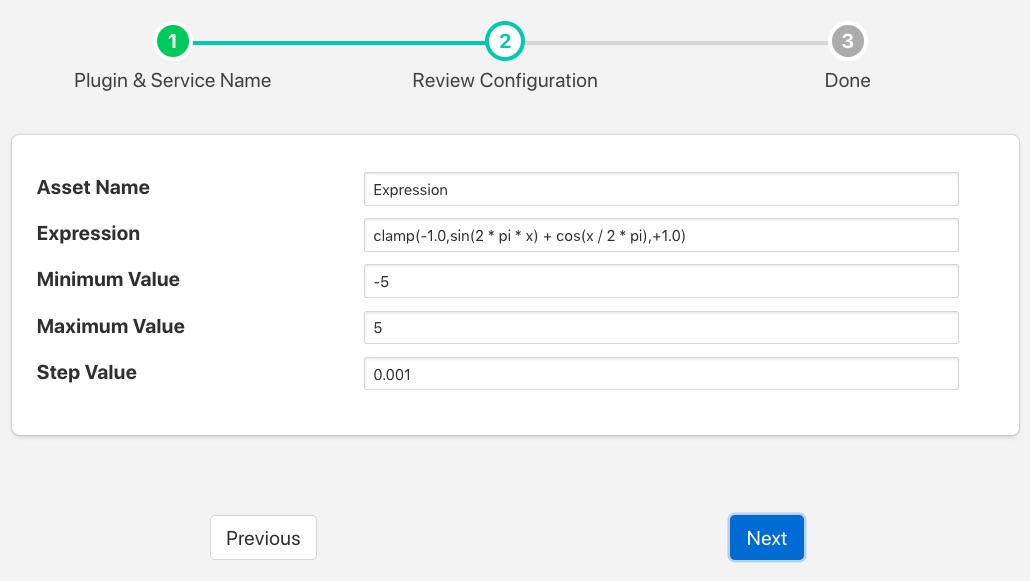 1 2 3
Plugin & Service Name Review Configuration Done
Asset Name Expression
Expression clamp(-1.0,sin(2 * pi * x) + cos(x / 2 * pi),+1.0)
Minimum Value -5
Maximum Value 5
Step Value 0.001
Previous Next